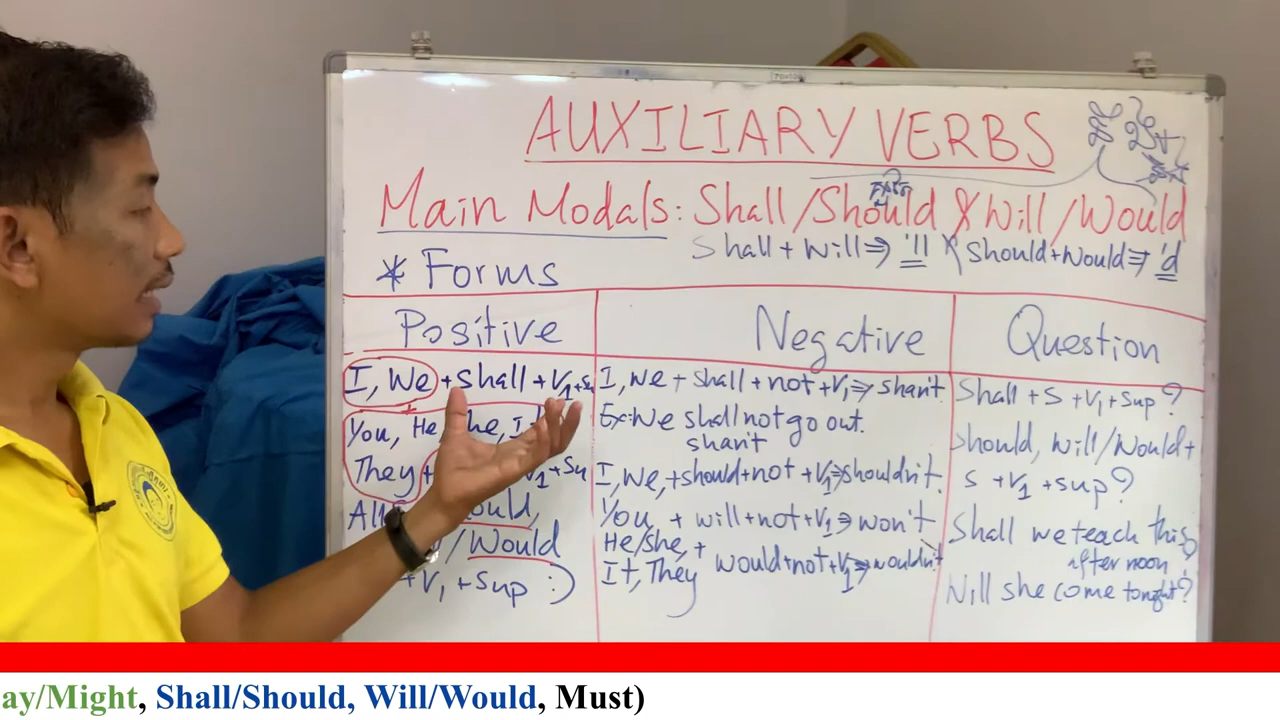 AUXILIARY VERBS
Main Modals: Shall/Should & Will/Would
Shall + Will ⇒ 'll & Should+Would ⇒ 'd
* Forms
Positive
I, We + shall + V1 +
You, He
They +
V1 + Su
All
ould,
/Would
+ V1 + Sup :)
Negative
I, we + shall + not + V1 ⇒ shan't
Ex: We shall not go out.
shan't
I, We, + should + not + V1 ⇒ shouldn't.
You, + will + not + V1 ⇒ won't
He/she, +
It, They would + not + V1 ⇒ wouldn't
Question
Shall + S + V1 + Sup?
Should, Will/Would +
S + V1 + sup?
Shall we teach this
after noon?
Will she come tonight?
ay/Might, Shall/Should, Will/Would, Must)